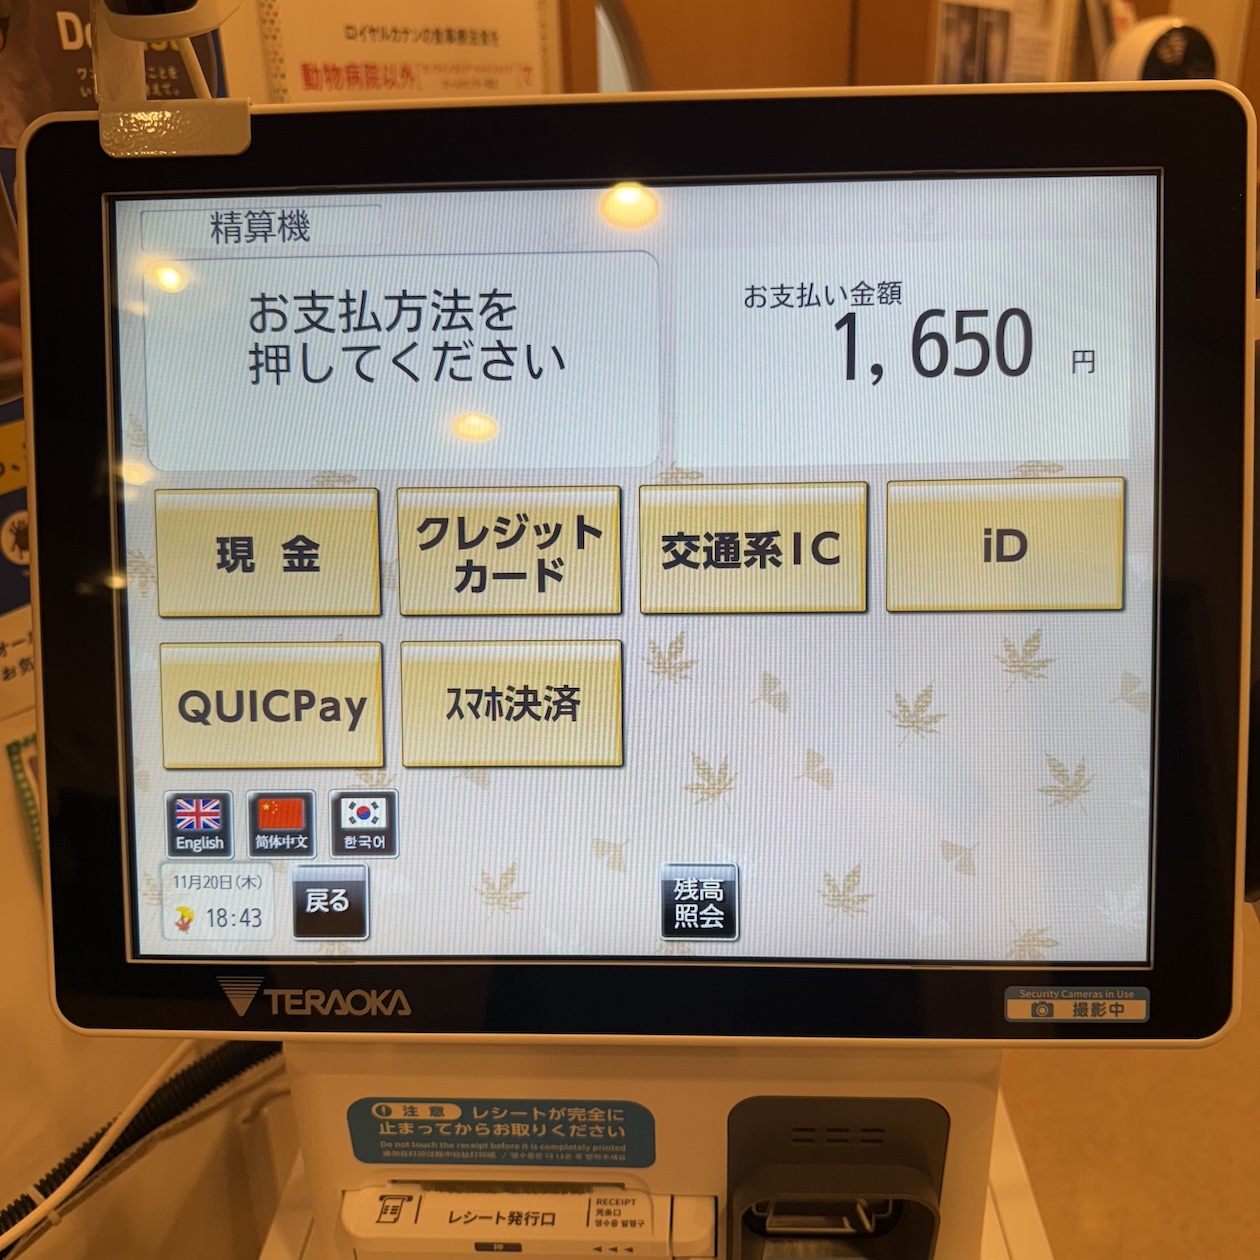 ロイヤルカナンの食事療法食を
動物病院以外
精算機
お支払方法を
押してください
お支払い金額
1,650 円
現 金
クレジット
カード
交通系IC
iD
QUICPay
スマホ決済
English
简体中文
한국어
11月20日(木)
18:43
戻る
残高
照会
TERAOKA
Security Cameras in Use
撮影中
注 意 レシートが完全に
止まってからお取りください
Do not touch the receipt before it is completely printed
レシート発行口
RECEIPT
영수증 발행구